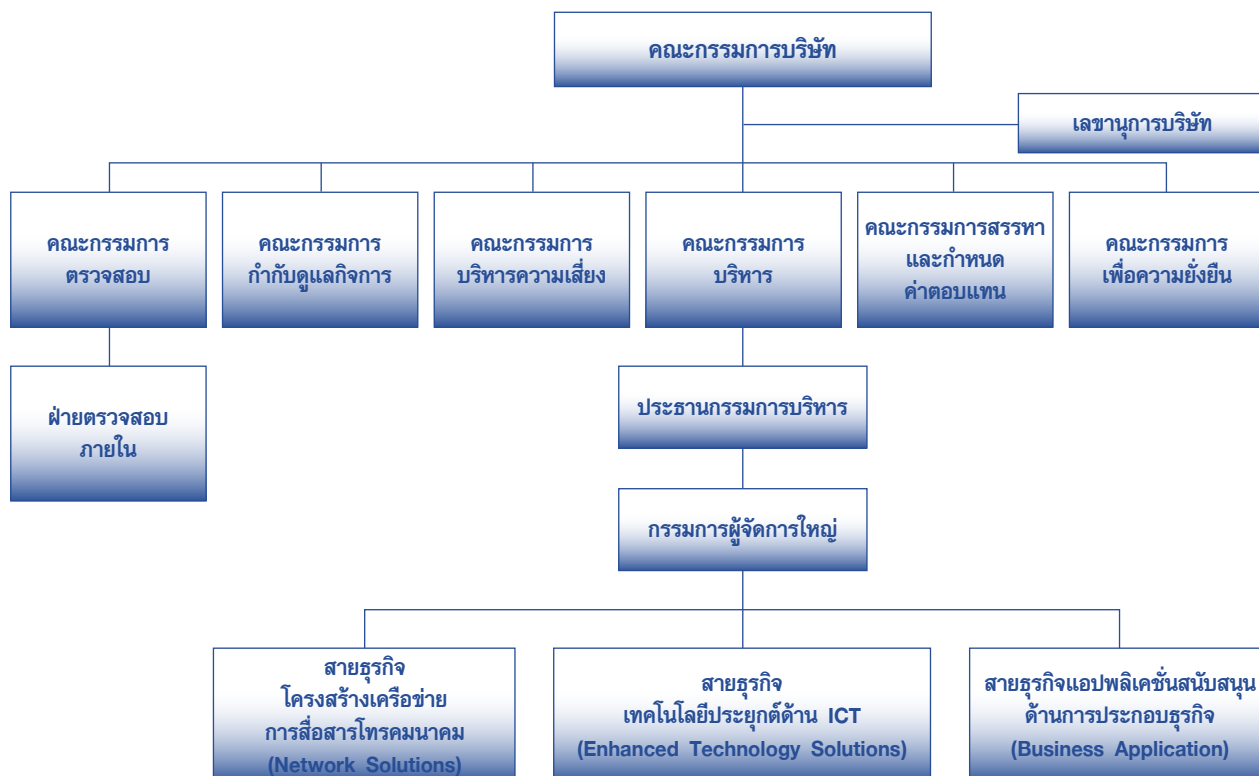 คณะกรรมการบริษัท
เลขานุการบริษัท
คณะกรรมการ
ตรวจสอบ
คณะกรรมการ
กำกับดูแลกิจการ
คณะกรรมการ
บริหารความเสี่ยง
คณะกรรมการ
บริหาร
คณะกรรมการสรรหา
และกำหนด
ค่าตอบแทน
คณะกรรมการ
เพื่อความยั่งยืน
ฝ่ายตรวจสอบ
ภายใน
ประธานกรรมการบริหาร
กรรมการผู้จัดการใหญ่
สายธุรกิจ
โครงสร้างเครือข่าย
การสื่อสารโทรคมนาคม
(Network Solutions)
สายธุรกิจ
เทคโนโลยีประยุกต์ด้าน ICT
(Enhanced Technology Solutions)
สายธุรกิจแอปพลิเคชั่นสนับสนุน
ด้านการประกอบธุรกิจ
(Business Application)